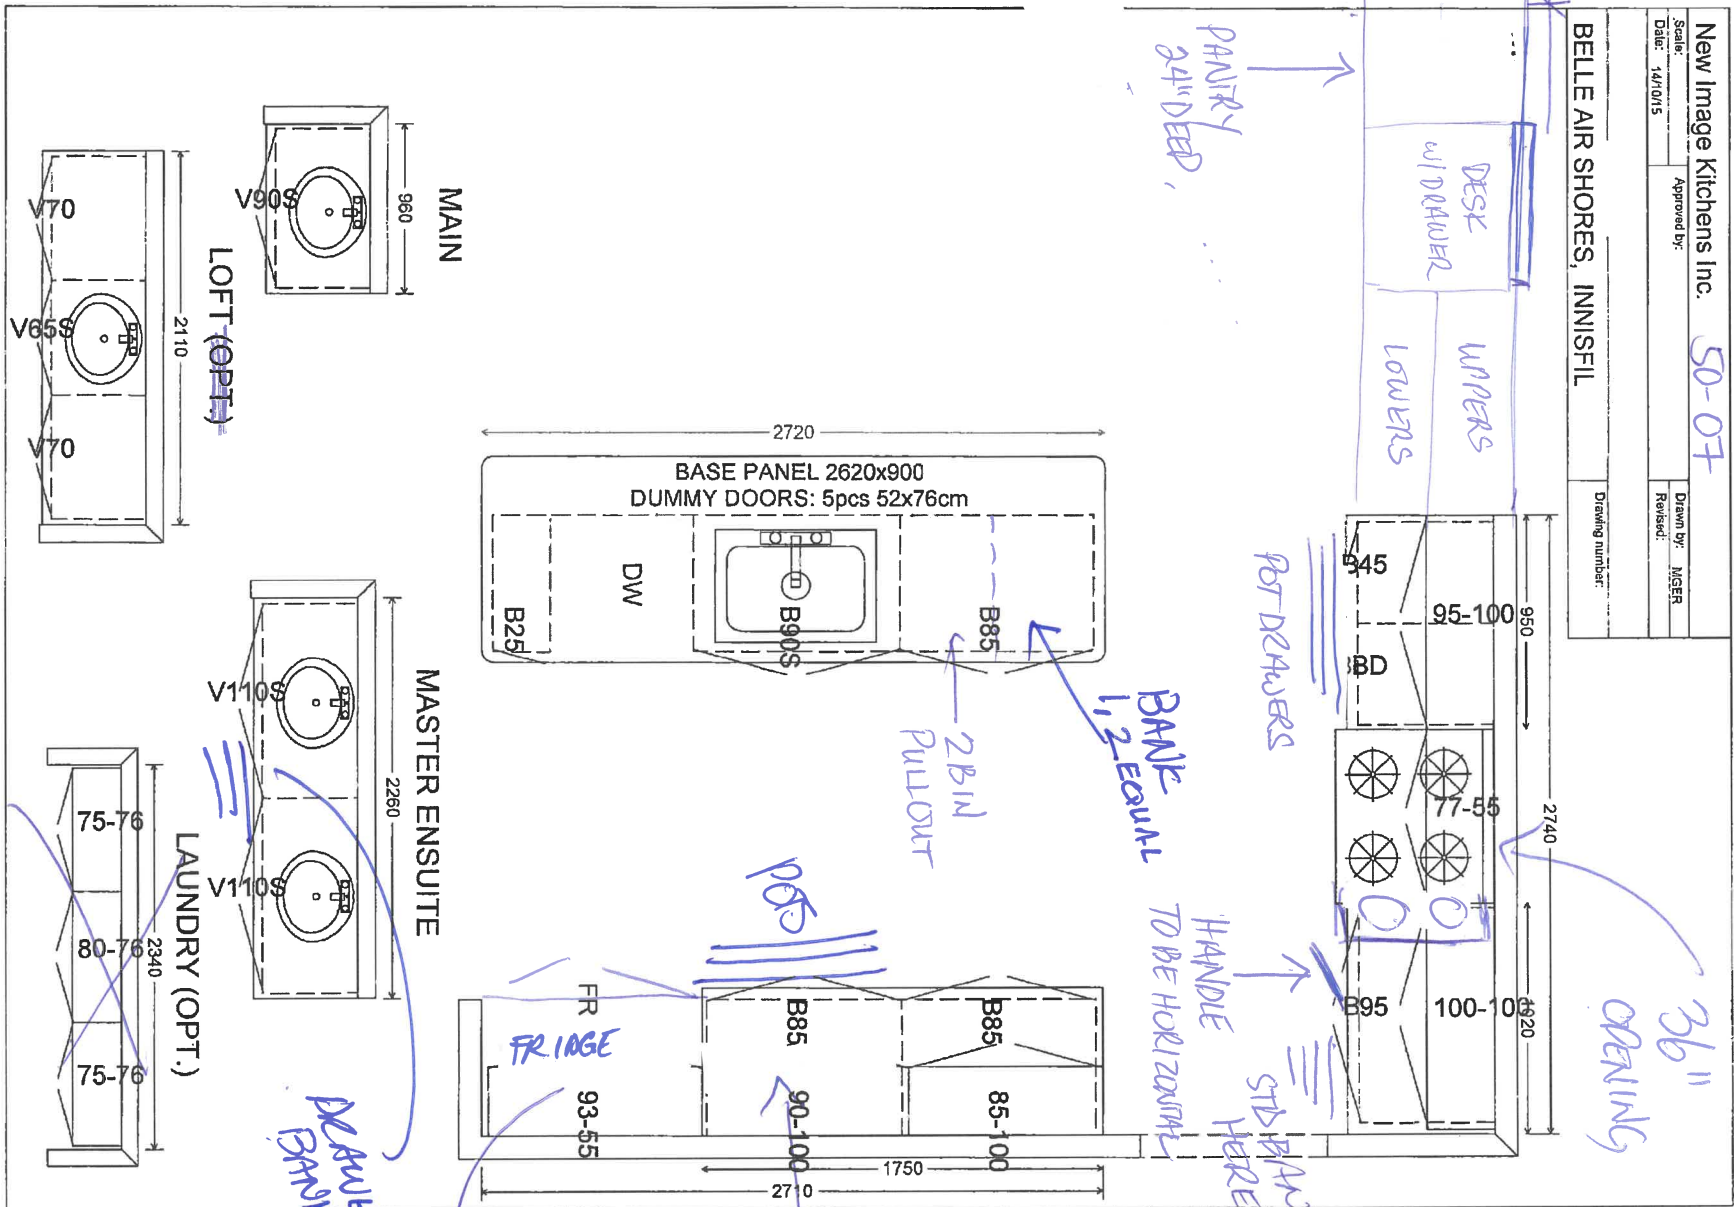 New Image Kitchens Inc. 50-07
Scale:
Date: 14/10/15
Approved by:
Drawn by: MGER
Revised:
BELLE AIR SHORES, INNISFIL
Drawing number:
PANTRY
24" DEEP,
DESK
W/ DRAWER
UPPERS
LOWERS
36"
OPENING
2740
950
1020
B45
95-100
BD
77-55
B95
100-100
POT DRAWERS
HANDLE
TO BE HORIZONTAL
STD BAN
HERE
2720
BASE PANEL 2620x900
DUMMY DOORS: 5pcs 52x76cm
B25
DW
B90S
B85
BANK
1, 2 EQUAL
2 BIN
PULLOUT
POTS
FR
FRIDGE
93-55
B85
90-100
B85
85-100
1750
2710
MAIN
960
V90S
LOFT (OPT.)
2110
V70
V65S
V70
MASTER ENSUITE
2260
V110S
V110S
DRAWE
BAN
LAUNDRY (OPT.)
2340
75-76
80-76
75-76